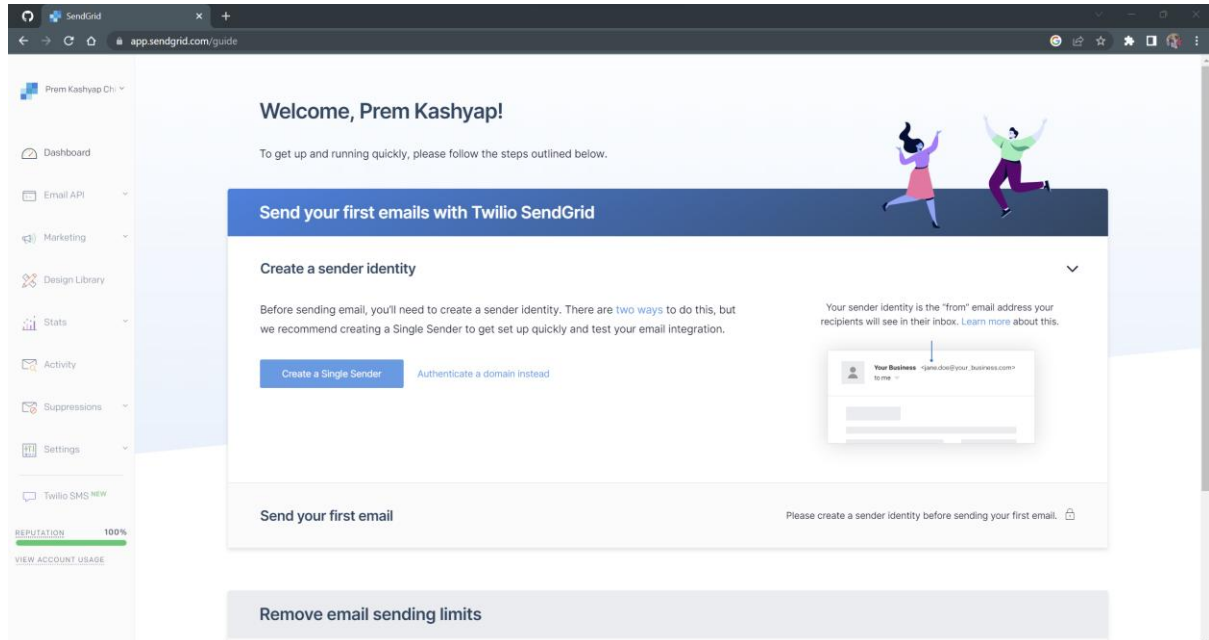 SendGrid
app.sendgrid.com/guide
Prem Kashyap Ch
Dashboard
Email API
Marketing
Design Library
Stats
Activity
Suppressions
Settings
Twilio SMS NEW
REPUTATION 100%
VIEW ACCOUNT USAGE
Welcome, Prem Kashyap!
To get up and running quickly, please follow the steps outlined below.
Send your first emails with Twilio SendGrid
Create a sender identity
Before sending email, you'll need to create a sender identity. There are two ways to do this, but
we recommend creating a Single Sender to get set up quickly and test your email integration.
Create a Single Sender Authenticate a domain instead
Your sender identity is the "from" email address your
recipients will see in their inbox. Learn more about this.
Your Business <jane.doe@your_business.com>
to me
Send your first email
Please create a sender identity before sending your first email.
Remove email sending limits